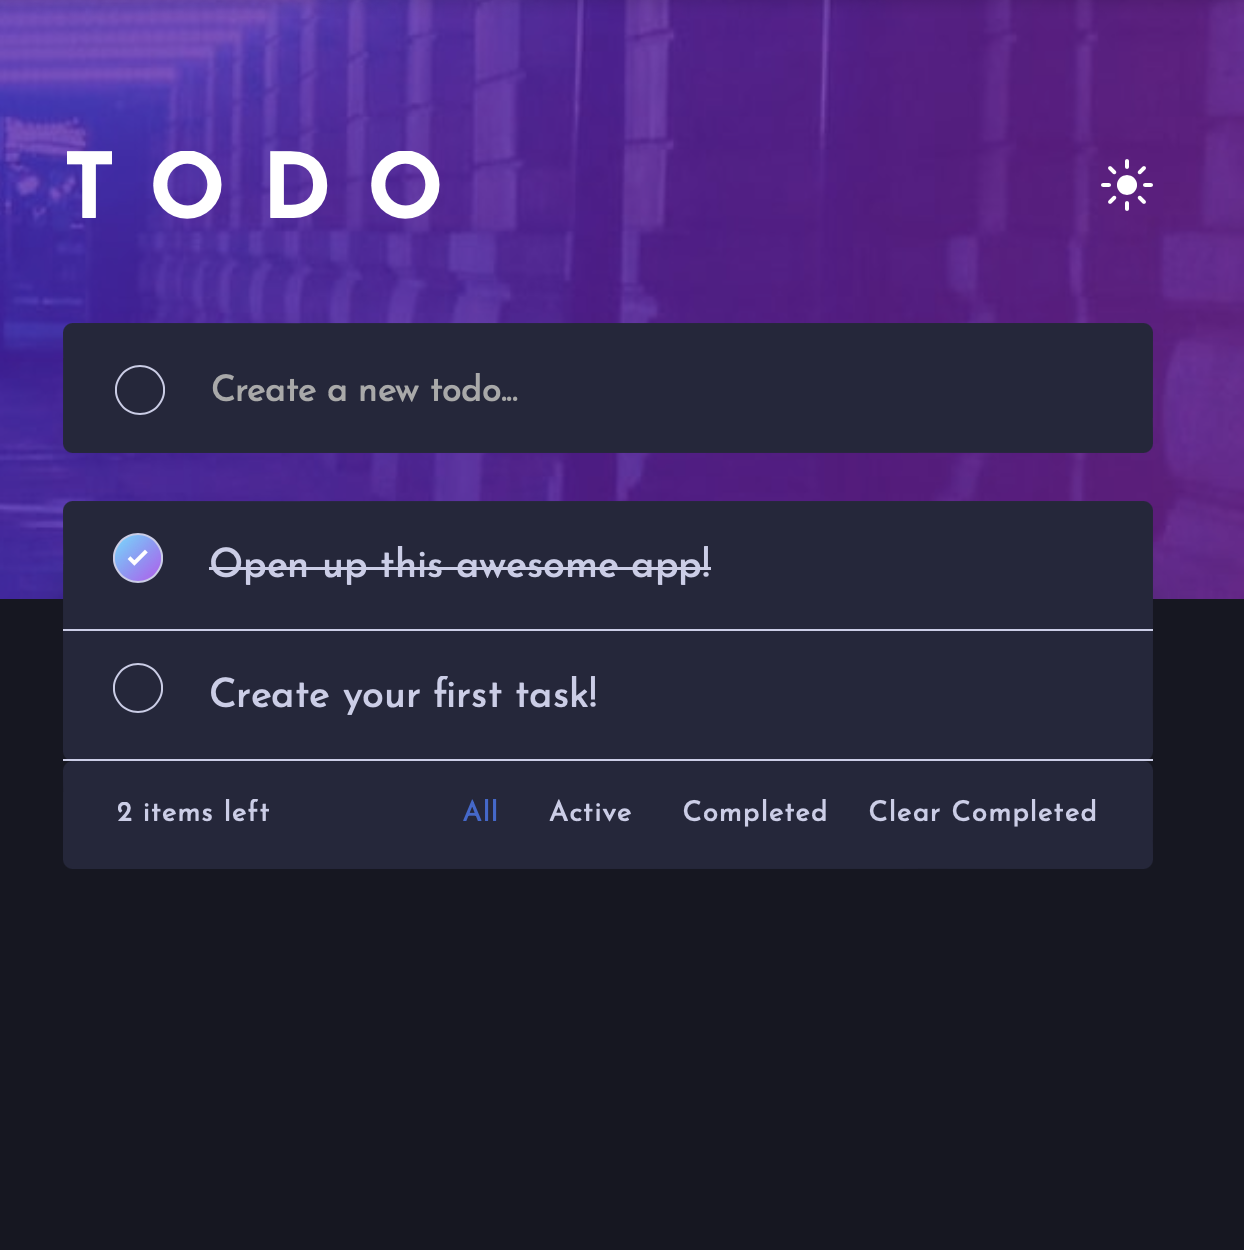 TODO
Create a new todo...
Open up this awesome app!
Create your first task!
2 items left All Active Completed Clear Completed